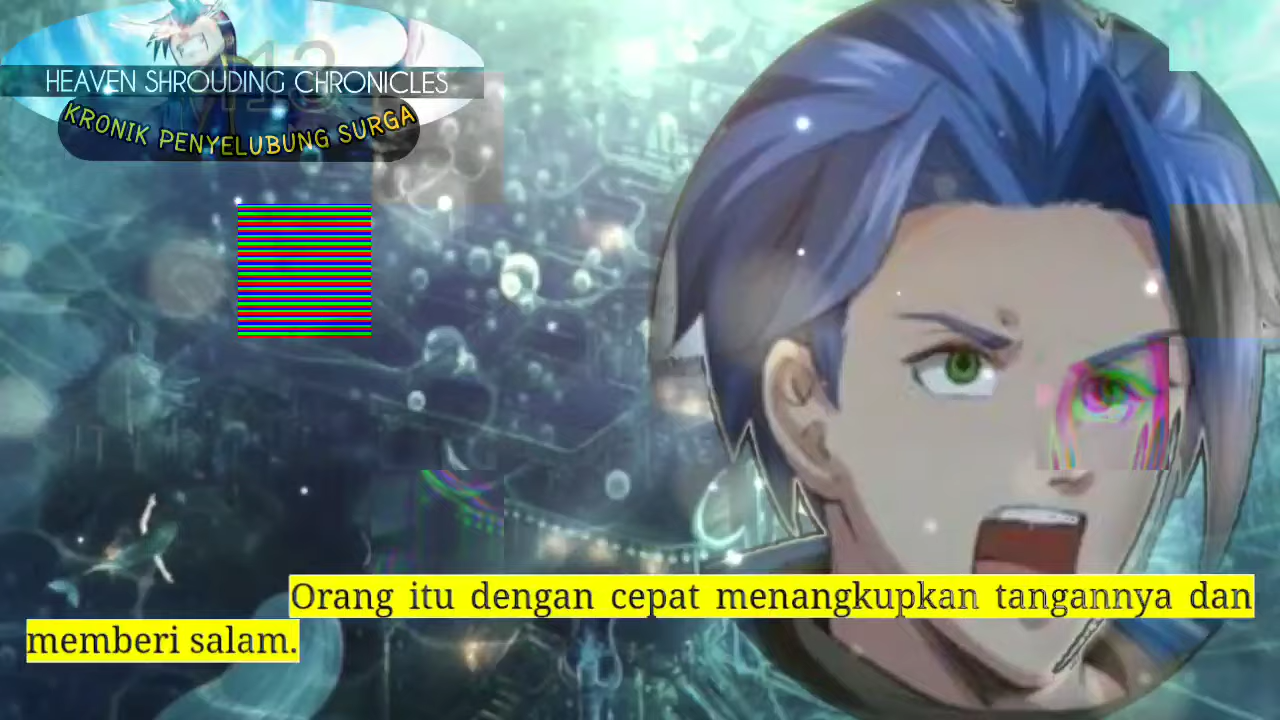 HEAVEN SHROUDING CHRONICLES
KRONIK PENYELUBUNG SURGA
Orang itu dengan cepat menangkupkan tangannya dan
memberi salam.